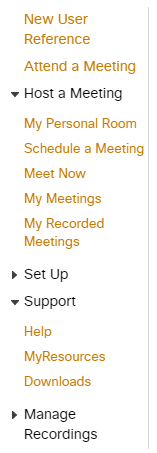 New User
Reference
Attend a Meeting
Host a Meeting
My Personal Room
Schedule a Meeting
Meet Now
My Meetings
My Recorded
Meetings
Set Up
Support
Help
MyResources
Downloads
Manage
Recordings